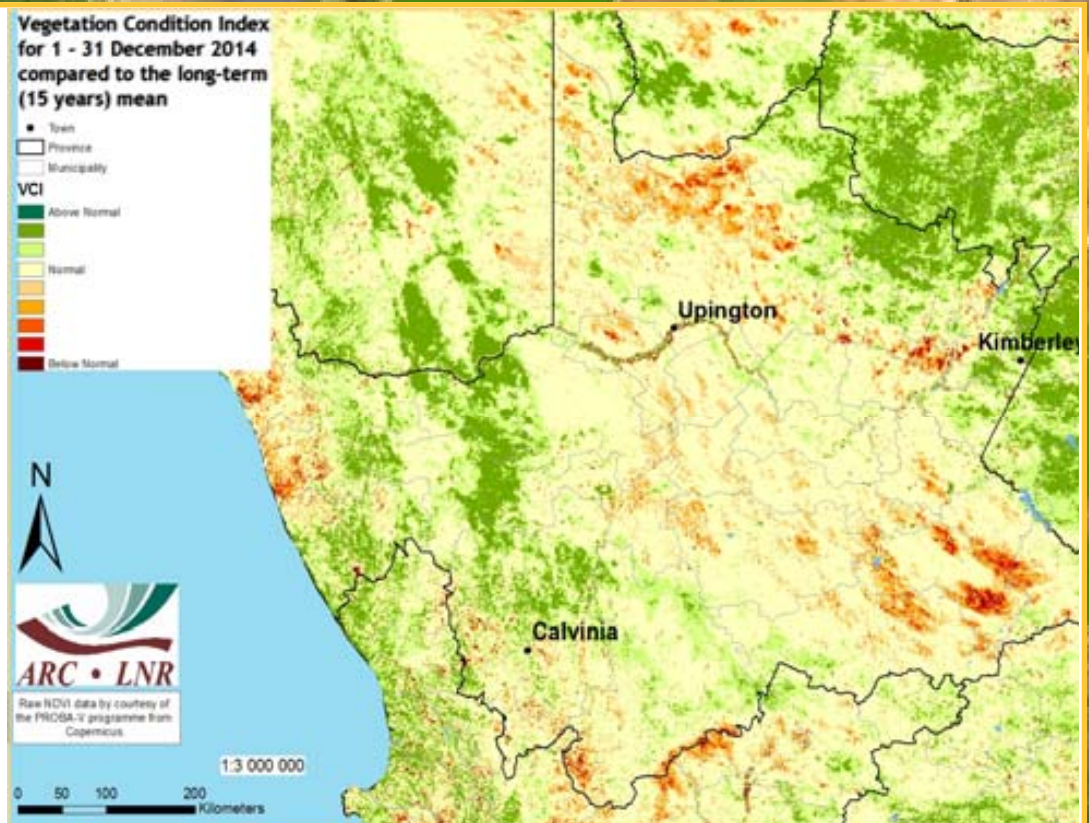 Vegetation Condition Index
for 1 - 31 December 2014
compared to the long-term
(15 years) mean
Town
Province
Municipality
VCI
Above Normal
Normal
Below Normal
Upington
Kimberley
Calvinia
N
ARC • LNR
Raw NDVI data by courtesy of
the PROBA-V programme from
Copernicus.
1:3 000 000
0 50 100 200
Kilometers